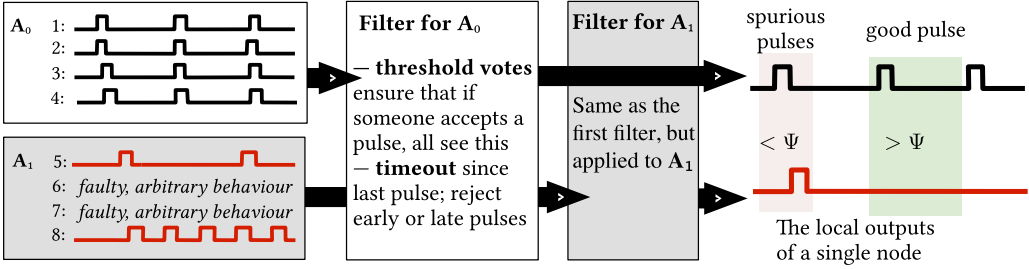 A₀
1:
2:
3:
4:
A₁
5:
6: faulty, arbitrary behaviour
7: faulty, arbitrary behaviour
8:
Filter for A₀
— threshold votes
ensure that if
someone accepts a
pulse, all see this
— timeout since
last pulse; reject
early or late pulses
Filter for A₁
Same as the
first filter, but
applied to A₁
spurious
pulses
good pulse
< Ψ
> Ψ
The local outputs
of a single node